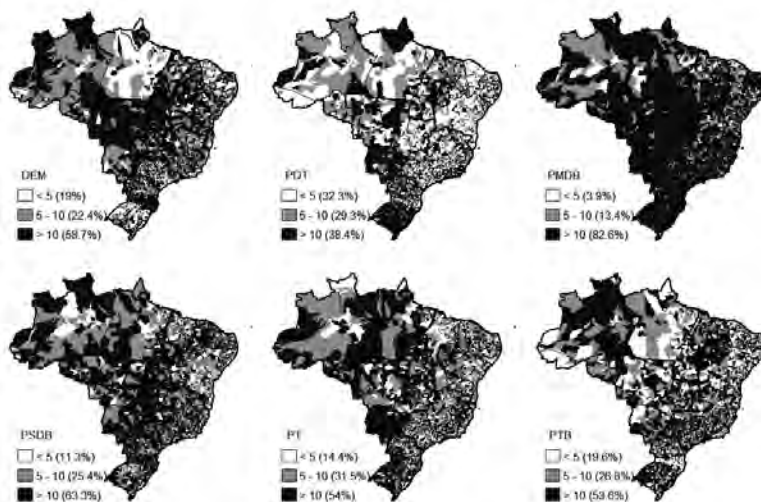 DEM
< 5 (19%)
5 - 10 (22.4%)
> 10 (58.7%)
PDT
< 5 (32.3%)
5 - 10 (29.3%)
> 10 (38.4%)
PMDB
< 5 (3.9%)
5 - 10 (13.4%)
> 10 (82.6%)
PSDB
< 5 (11.3%)
5 - 10 (25.4%)
> 10 (63.3%)
PT
< 5 (14.4%)
5 - 10 (31.5%)
> 10 (54%)
PTB
< 5 (19.6%)
5 - 10 (26.8%)
> 10 (53.6%)